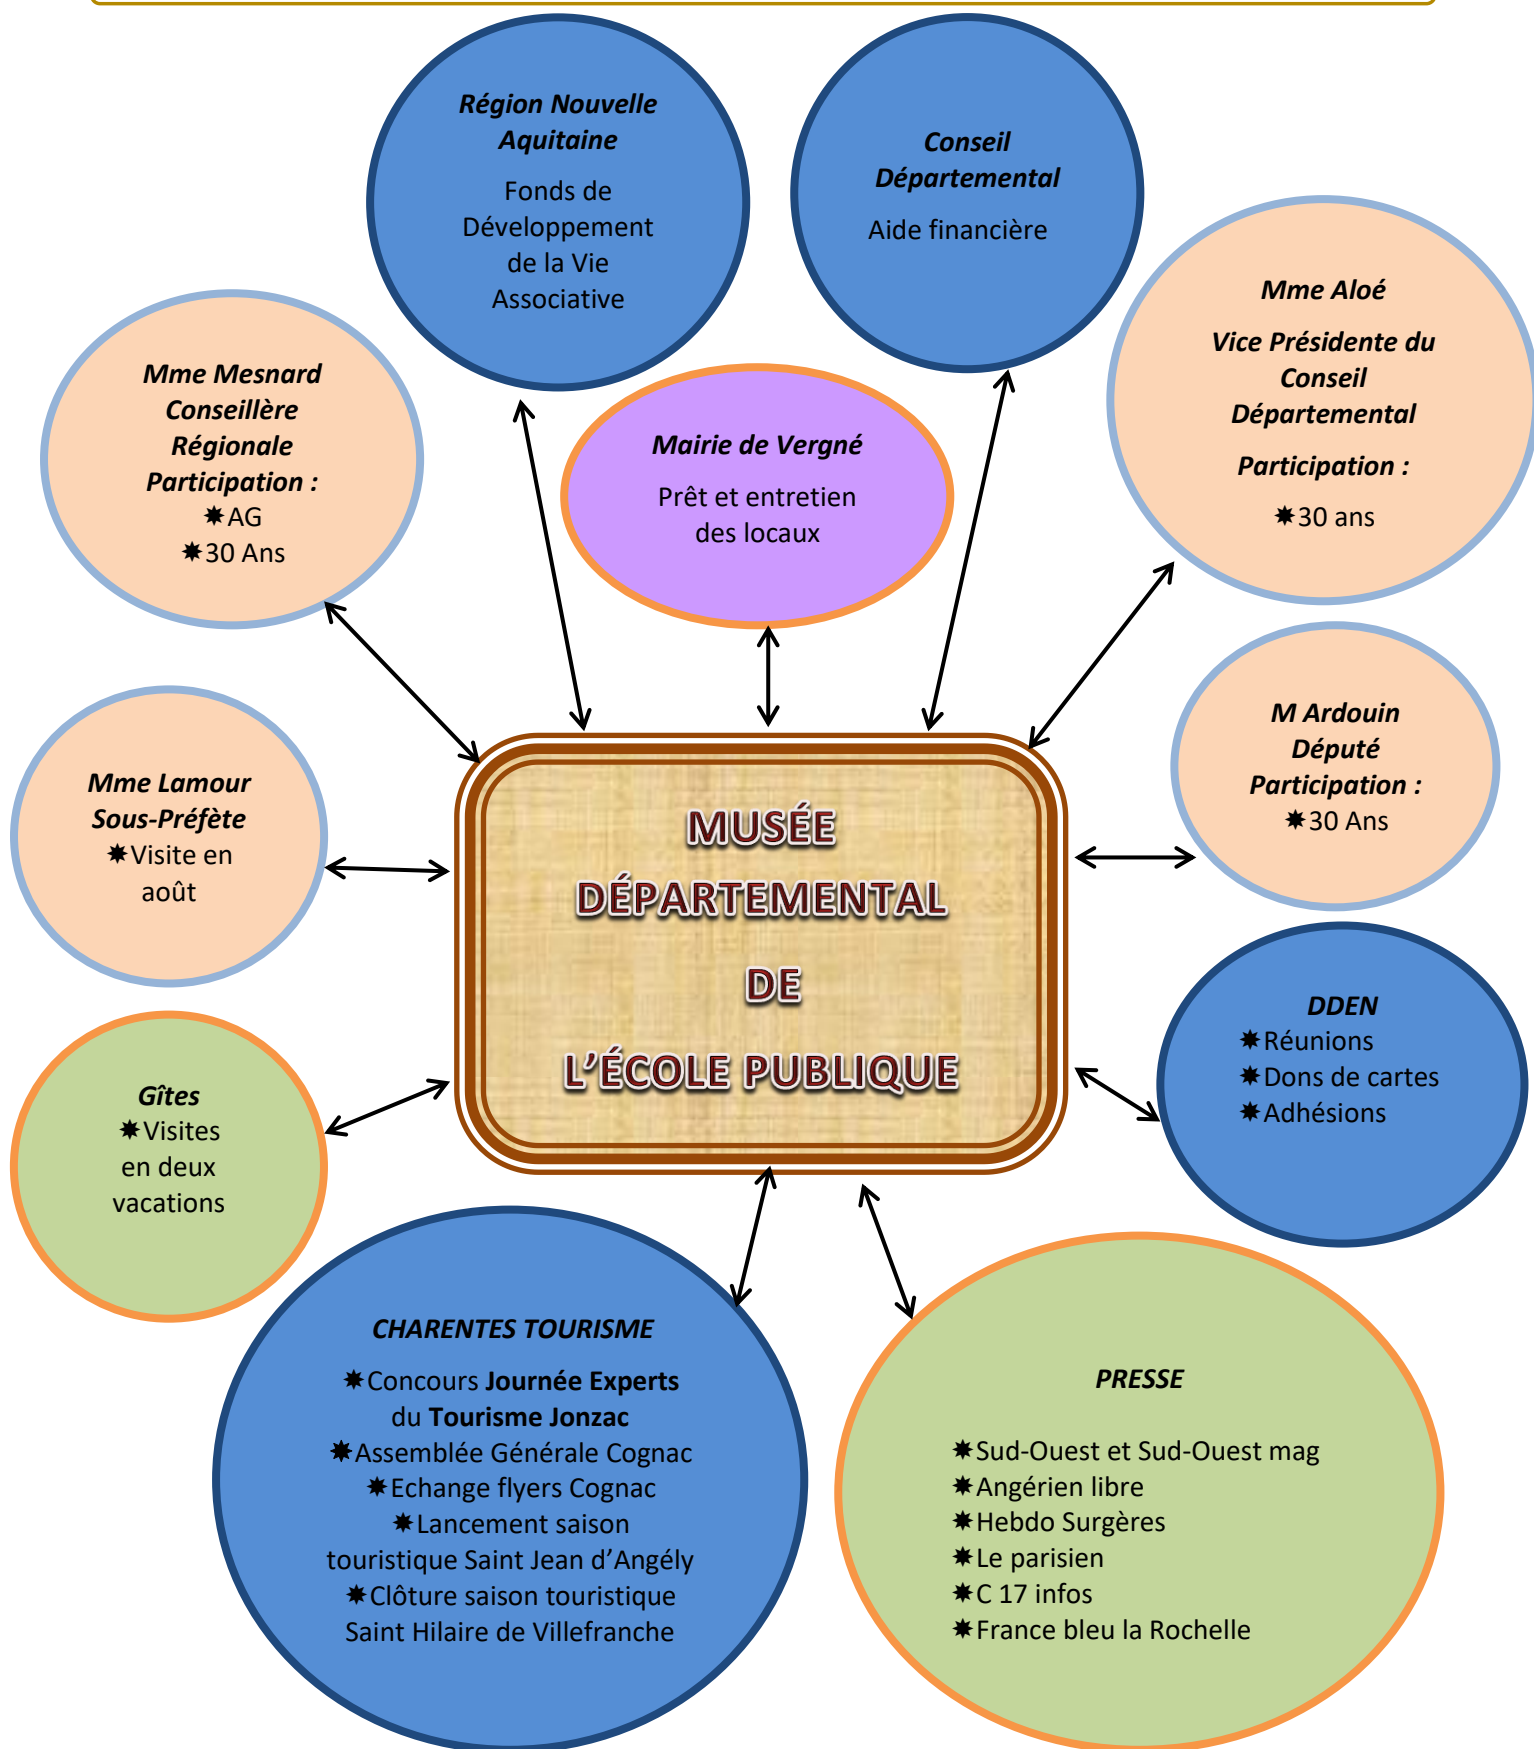 Région Nouvelle
Aquitaine
Fonds de
Développement
de la Vie
Associative
Conseil
Départemental
Aide financière
Mme Mesnard
Conseillère
Régionale
Participation :
✷AG
✷30 Ans
Mairie de Vergné
Prêt et entretien
des locaux
Mme Aloé
Vice Présidente du
Conseil
Départemental
Participation :
✷30 ans
Mme Lamour
Sous-Préfète
✷Visite en
août
MUSÉE
DÉPARTEMENTAL
DE
L'ÉCOLE PUBLIQUE
M Ardouin
Député
Participation :
✷30 Ans
Gîtes
✷Visites
en deux
vacations
DDEN
✷Réunions
✷Dons de cartes
✷Adhésions
CHARENTES TOURISME
✷Concours Journée Experts
du Tourisme Jonzac
✷Assemblée Générale Cognac
✷Echange flyers Cognac
✷Lancement saison
touristique Saint Jean d'Angély
✷Clôture saison touristique
Saint Hilaire de Villefranche
PRESSE
✷Sud-Ouest et Sud-Ouest mag
✷Angérien libre
✷Hebdo Surgères
✷Le parisien
✷C 17 infos
✷France bleu la Rochelle